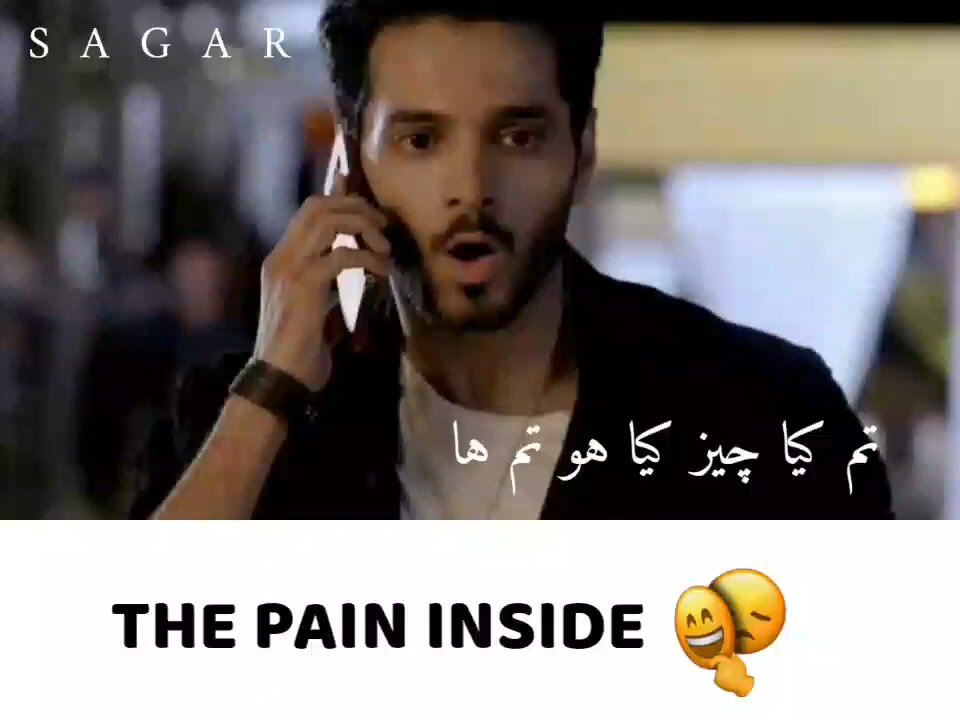 S A G A R
تم کیا چیز کیا ہو تم ہا
THE PAIN INSIDE